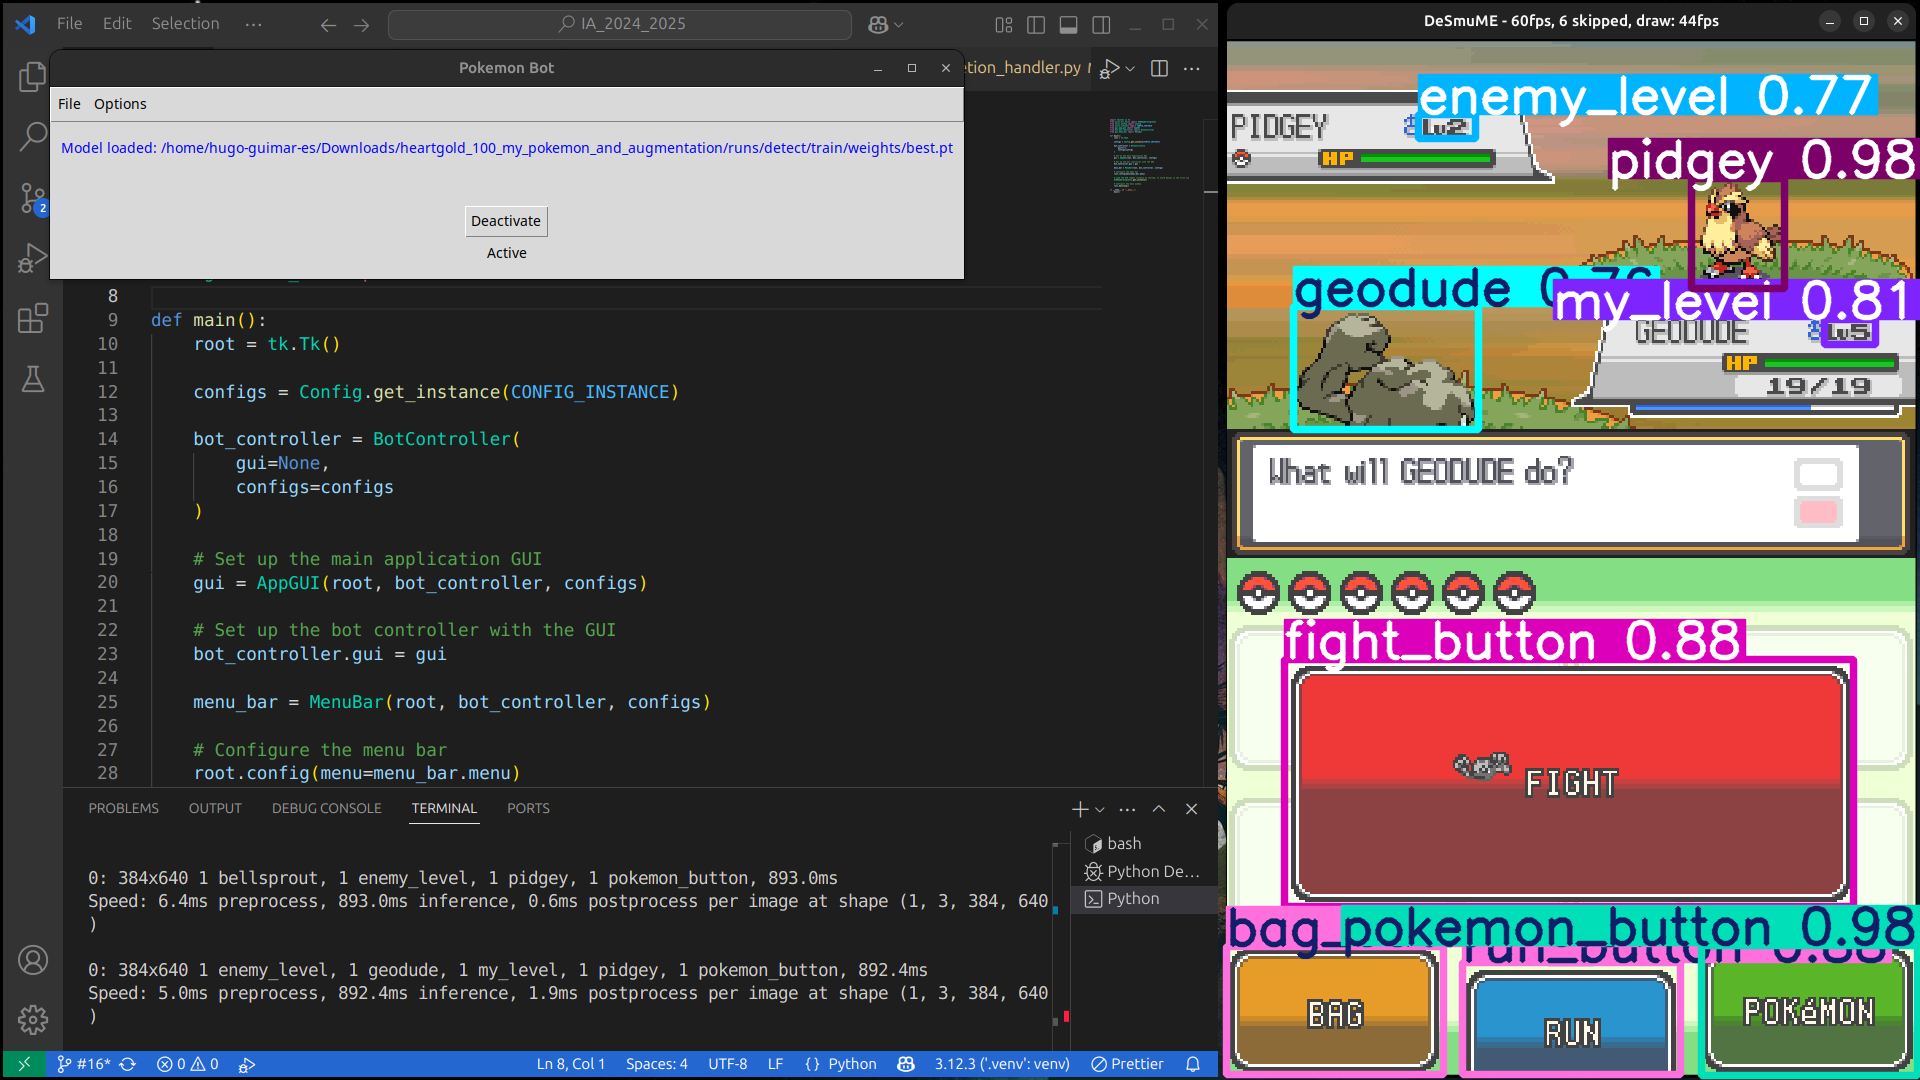 File Edit Selection ···
IA_2024_2025
Pokemon Bot
etion_handler.py
File Options
Model loaded: /home/hugo-guimar-es/Downloads/heartgold_100_my_pokemon_and_augmentation/runs/detect/train/weights/best.pt
Deactivate
Active
2
8
9 def main():
10 root = tk.Tk()
11
12 configs = Config.get_instance(CONFIG_INSTANCE)
13
14 bot_controller = BotController(
15 gui=None,
16 configs=configs
17 )
18
19 # Set up the main application GUI
20 gui = AppGUI(root, bot_controller, configs)
21
22 # Set up the bot controller with the GUI
23 bot_controller.gui = gui
24
25 menu_bar = MenuBar(root, bot_controller, configs)
26
27 # Configure the menu bar
28 root.config(menu=menu_bar.menu)
PROBLEMS OUTPUT DEBUG CONSOLE TERMINAL PORTS
0: 384x640 1 bellsprout, 1 enemy_level, 1 pidgey, 1 pokemon_button, 893.0ms
Speed: 6.4ms preprocess, 893.0ms inference, 0.6ms postprocess per image at shape (1, 3, 384, 640
)
0: 384x640 1 enemy_level, 1 geodude, 1 my_level, 1 pidgey, 1 pokemon_button, 892.4ms
Speed: 5.0ms preprocess, 892.4ms inference, 1.9ms postprocess per image at shape (1, 3, 384, 640
)
bash
Python De...
Python
#16* 0 0 Ln 8, Col 1 Spaces: 4 UTF-8 LF {} Python 3.12.3 ('.venv': venv) Prettier
DeSmuME - 60fps, 6 skipped, draw: 44fps
enemy_level 0.77
PIDGEY Lv2
HP
pidgey 0.98
geodude
my_level 0.81
GEODUDE Lv5
HP
19/19
What will GEODUDE do?
fight_button 0.88
FIGHT
bag_
pokemon_button 0.98
run_button 0.88
BAG
RUN
POKéMON